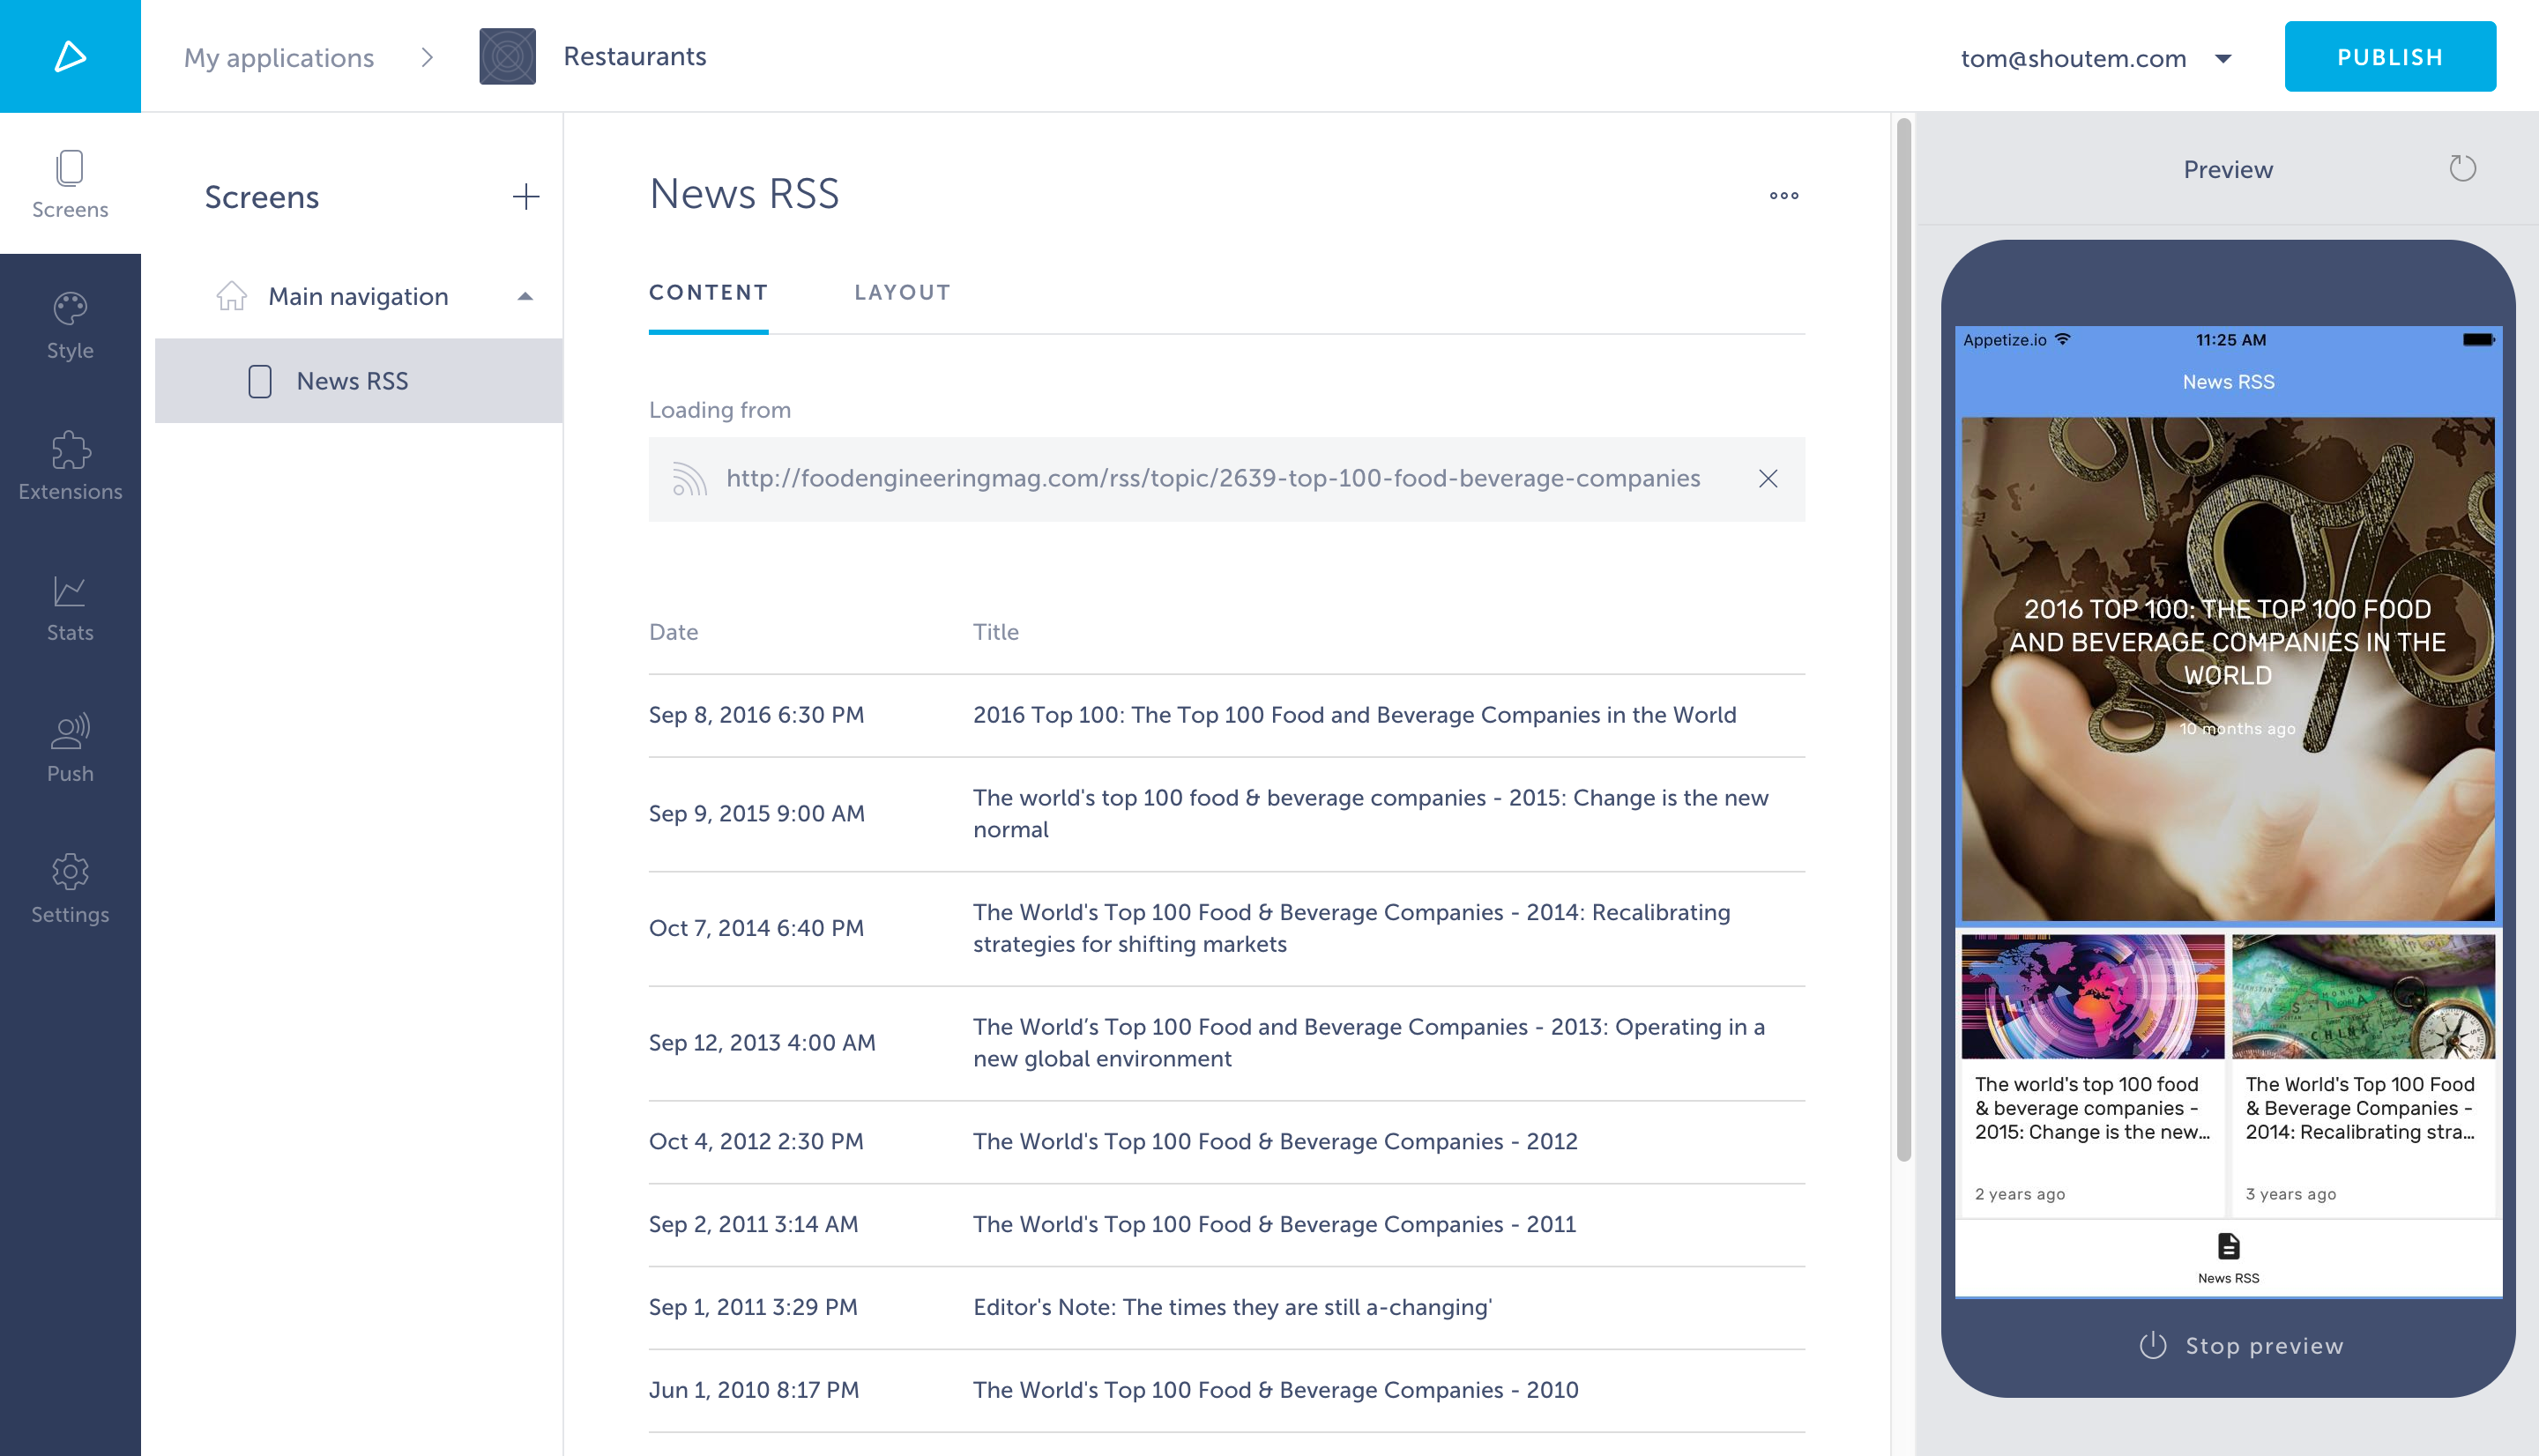 My applications
Restaurants
tom@shoutem.com
PUBLISH
Screens
Style
Extensions
Stats
Push
Settings
Screens
Main navigation
News RSS
News RSS
CONTENT
LAYOUT
Loading from
http://foodengineeringmag.com/rss/topic/2639-top-100-food-beverage-companies
Date Title
Sep 8, 2016 6:30 PM 2016 Top 100: The Top 100 Food and Beverage Companies in the World
Sep 9, 2015 9:00 AM The world's top 100 food & beverage companies - 2015: Change is the new
normal
Oct 7, 2014 6:40 PM The World's Top 100 Food & Beverage Companies - 2014: Recalibrating
strategies for shifting markets
Sep 12, 2013 4:00 AM The World’s Top 100 Food and Beverage Companies - 2013: Operating in a
new global environment
Oct 4, 2012 2:30 PM The World's Top 100 Food & Beverage Companies - 2012
Sep 2, 2011 3:14 AM The World's Top 100 Food & Beverage Companies - 2011
Sep 1, 2011 3:29 PM Editor's Note: The times they are still a-changing'
Jun 1, 2010 8:17 PM The World's Top 100 Food & Beverage Companies - 2010
Preview
Appetize.io 11:25 AM
News RSS
2016 TOP 100: THE TOP 100 FOOD
AND BEVERAGE COMPANIES IN THE
WORLD
10 months ago
CHINA
The world's top 100 food
& beverage companies -
2015: Change is the new...
2 years ago
The World's Top 100 Food
& Beverage Companies -
2014: Recalibrating stra...
3 years ago
News RSS
Stop preview